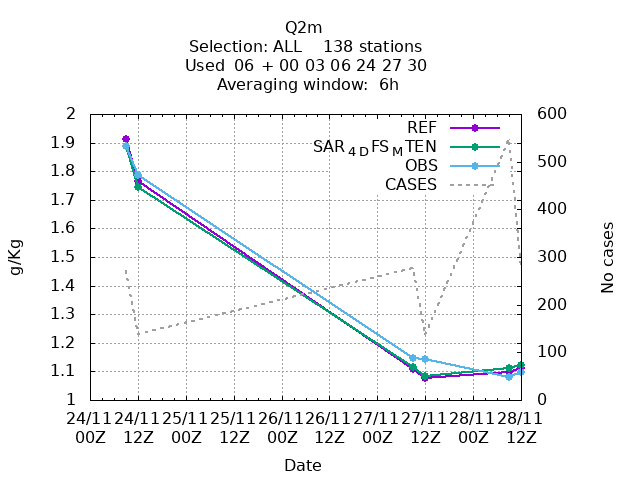 Q2m
Selection: ALL 138 stations
Used 06 + 00 03 06 24 27 30
Averaging window: 6h
REF
SAR 4 D FS M TEN
OBS
CASES
2
1.9
1.8
1.7
1.6
1.5
1.4
1.3
1.2
1.1
1
g/Kg
600
500
400
300
200
100
0
No cases
24/11 24/11 25/11 25/11 26/11 26/11 27/11 27/11 28/11 28/11
00Z 12Z 00Z 12Z 00Z 12Z 00Z 12Z 00Z 12Z
Date